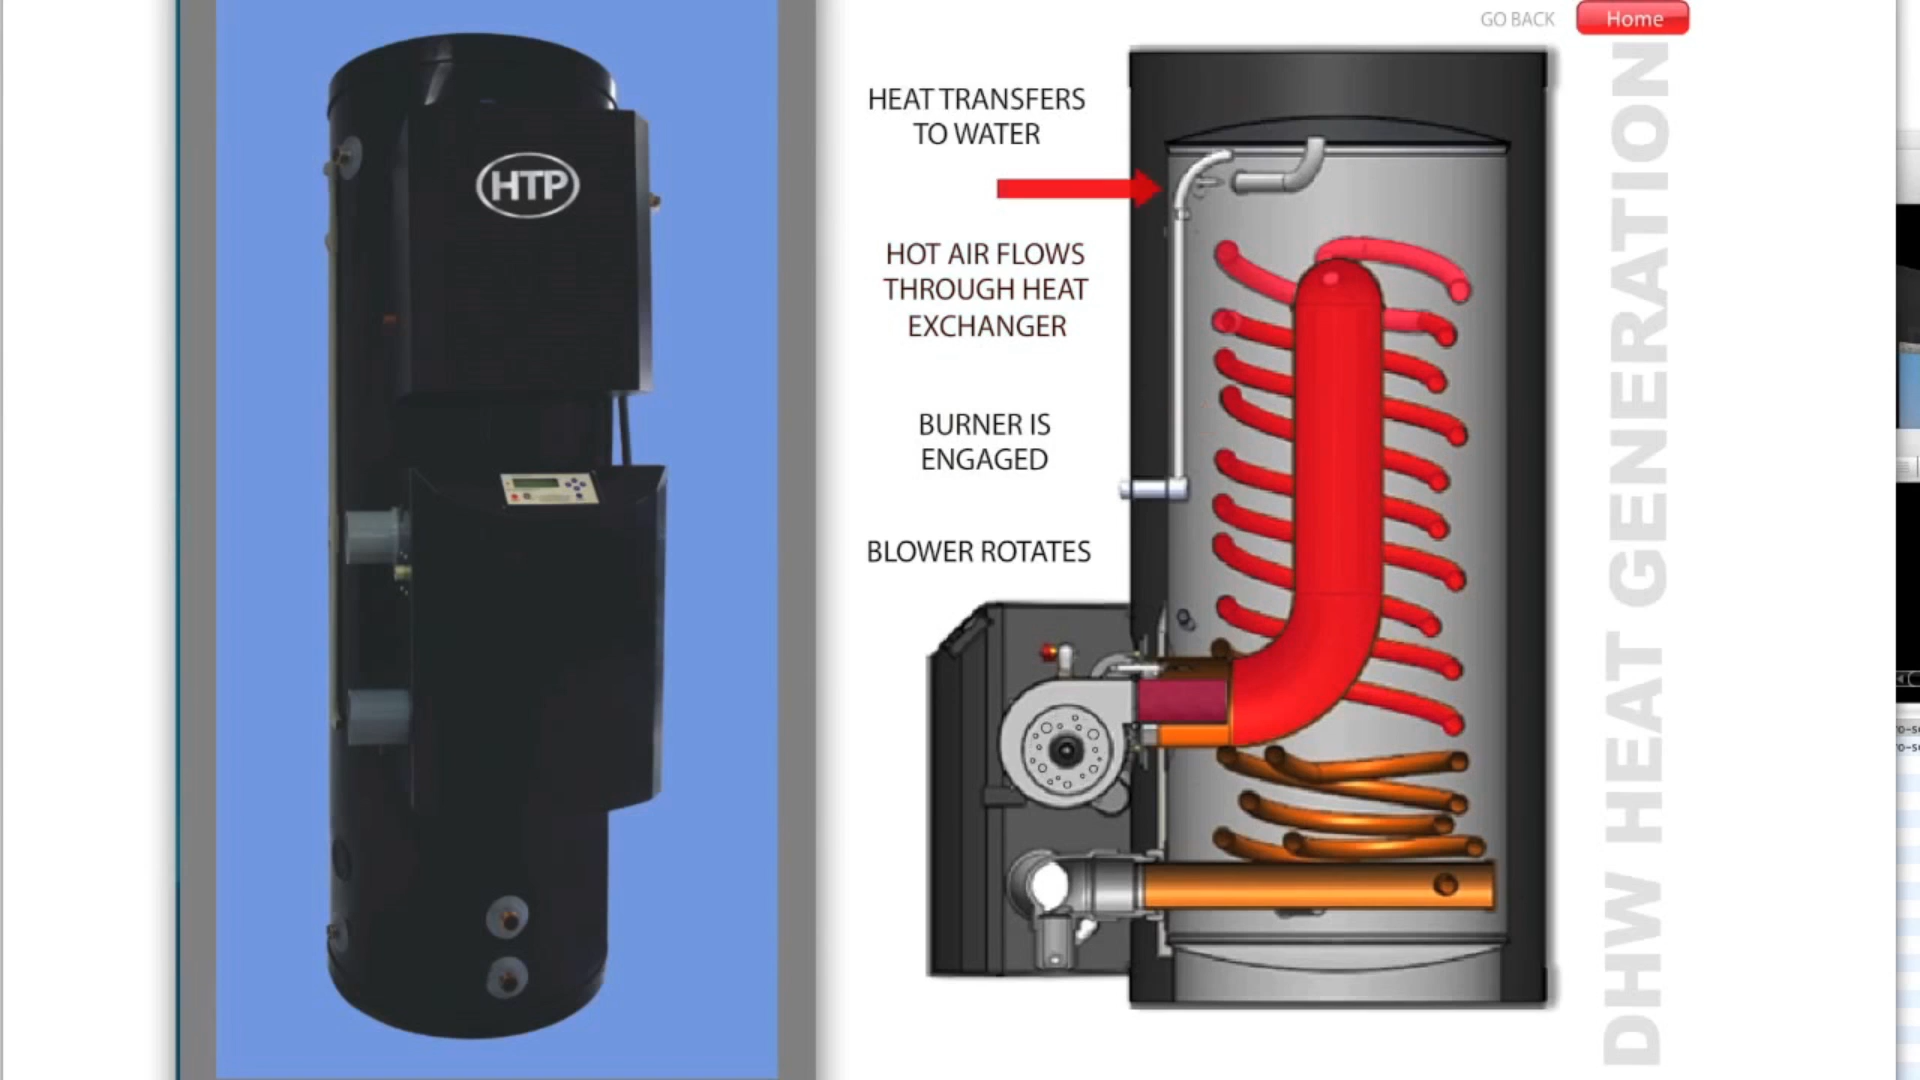 GO BACK
Home
HTP
HEAT TRANSFERS
TO WATER
HOT AIR FLOWS
THROUGH HEAT
EXCHANGER
BURNER IS
ENGAGED
BLOWER ROTATES
DHW HEAT GENERATION